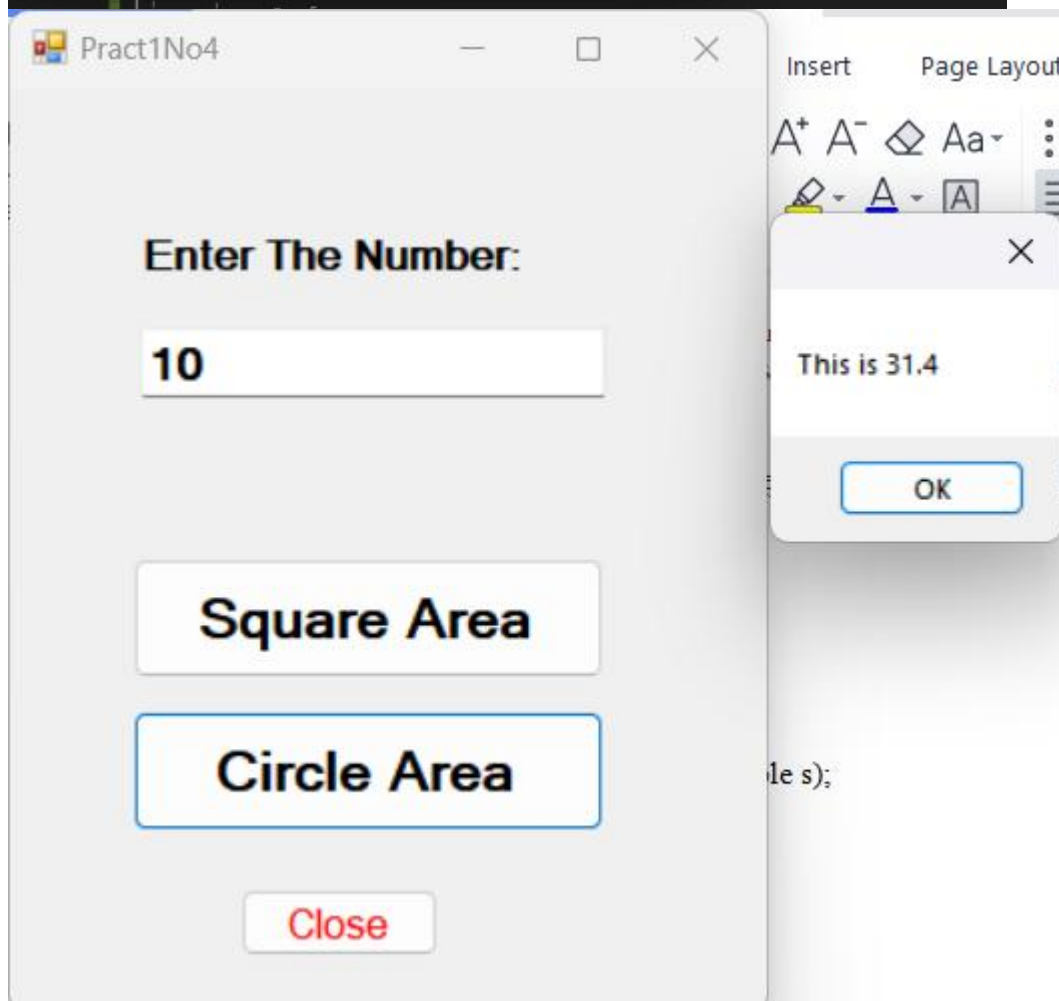 Pract1No4
Insert Page Layout
A+ A- Aa
A A
Enter The Number:
10
This is 31.4
OK
Square Area
Circle Area
le s);
Close